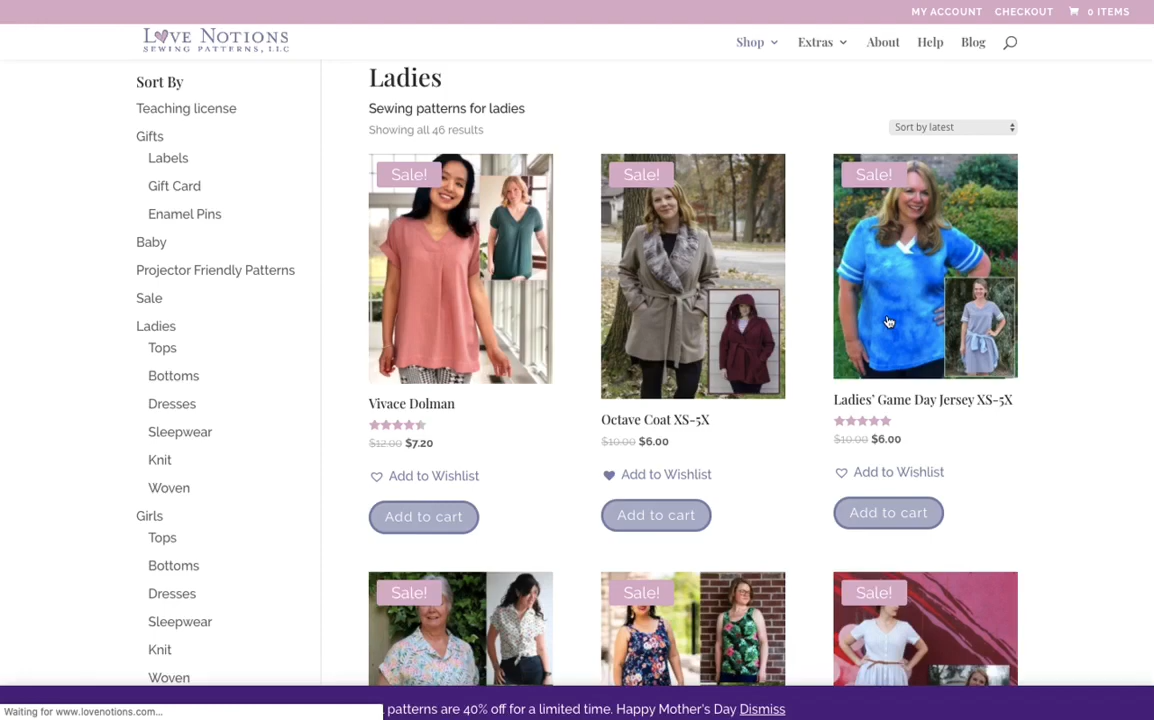 MY ACCOUNT CHECKOUT 0 ITEMS
LOVE NOTIONS
SEWING PATTERNS, LLC
Shop Extras About Help Blog
Sort By
Teaching license
Gifts
Labels
Gift Card
Enamel Pins
Baby
Projector Friendly Patterns
Sale
Ladies
Tops
Bottoms
Dresses
Sleepwear
Knit
Woven
Girls
Tops
Bottoms
Dresses
Sleepwear
Knit
Woven
Ladies
Sewing patterns for ladies
Showing all 46 results
Sort by latest
Sale!
Vivace Dolman
$12.00 $7.20
Add to Wishlist
Add to cart
Sale!
Octave Coat XS-5X
$10.00 $6.00
Add to Wishlist
Add to cart
Sale!
Ladies' Game Day Jersey XS-5X
$10.00 $6.00
Add to Wishlist
Add to cart
Sale!
Sale!
Sale!
patterns are 40% off for a limited time. Happy Mother's Day Dismiss
Waiting for www.lovenotions.com...